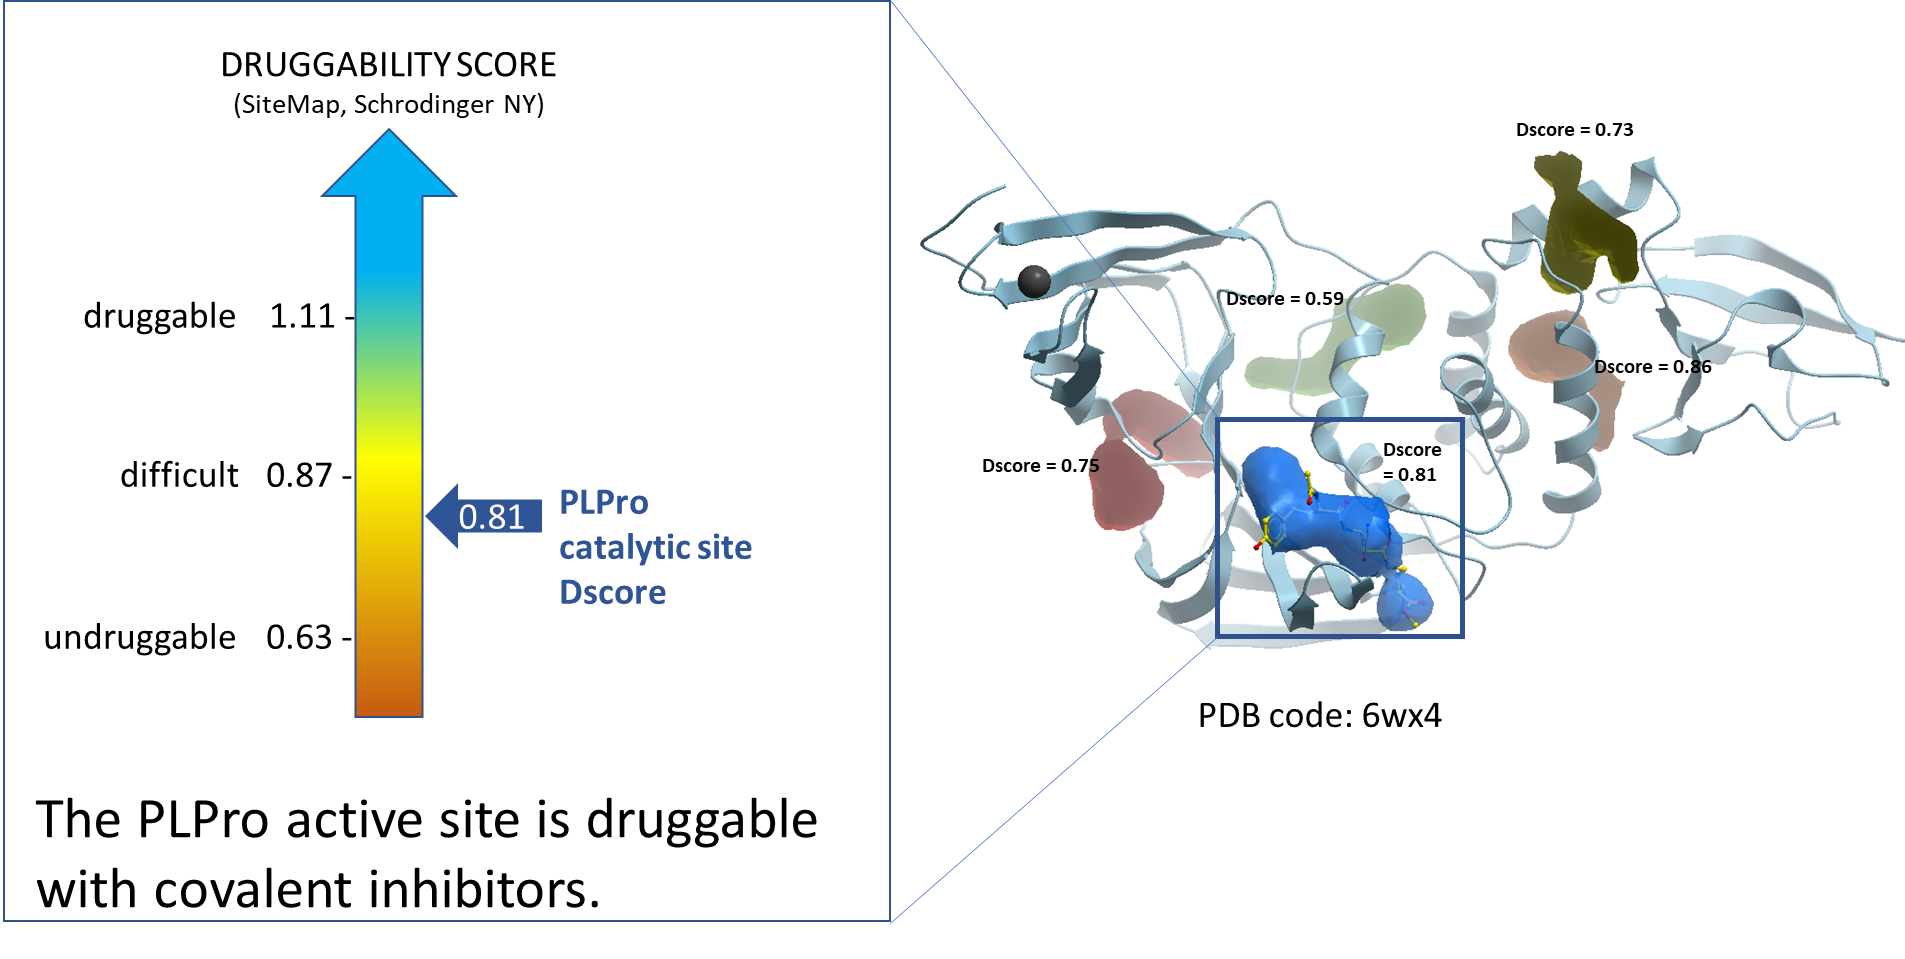 DRUGGABILITY SCORE
(SiteMap, Schrodinger NY)
druggable 1.11 -
difficult 0.87 -
undruggable 0.63 -
0.81
PLPro
catalytic site
Dscore
The PLPro active site is druggable
with covalent inhibitors.
Dscore = 0.73
Dscore = 0.59
Dscore = 0.86
Dscore = 0.75
Dscore
= 0.81
PDB code: 6wx4